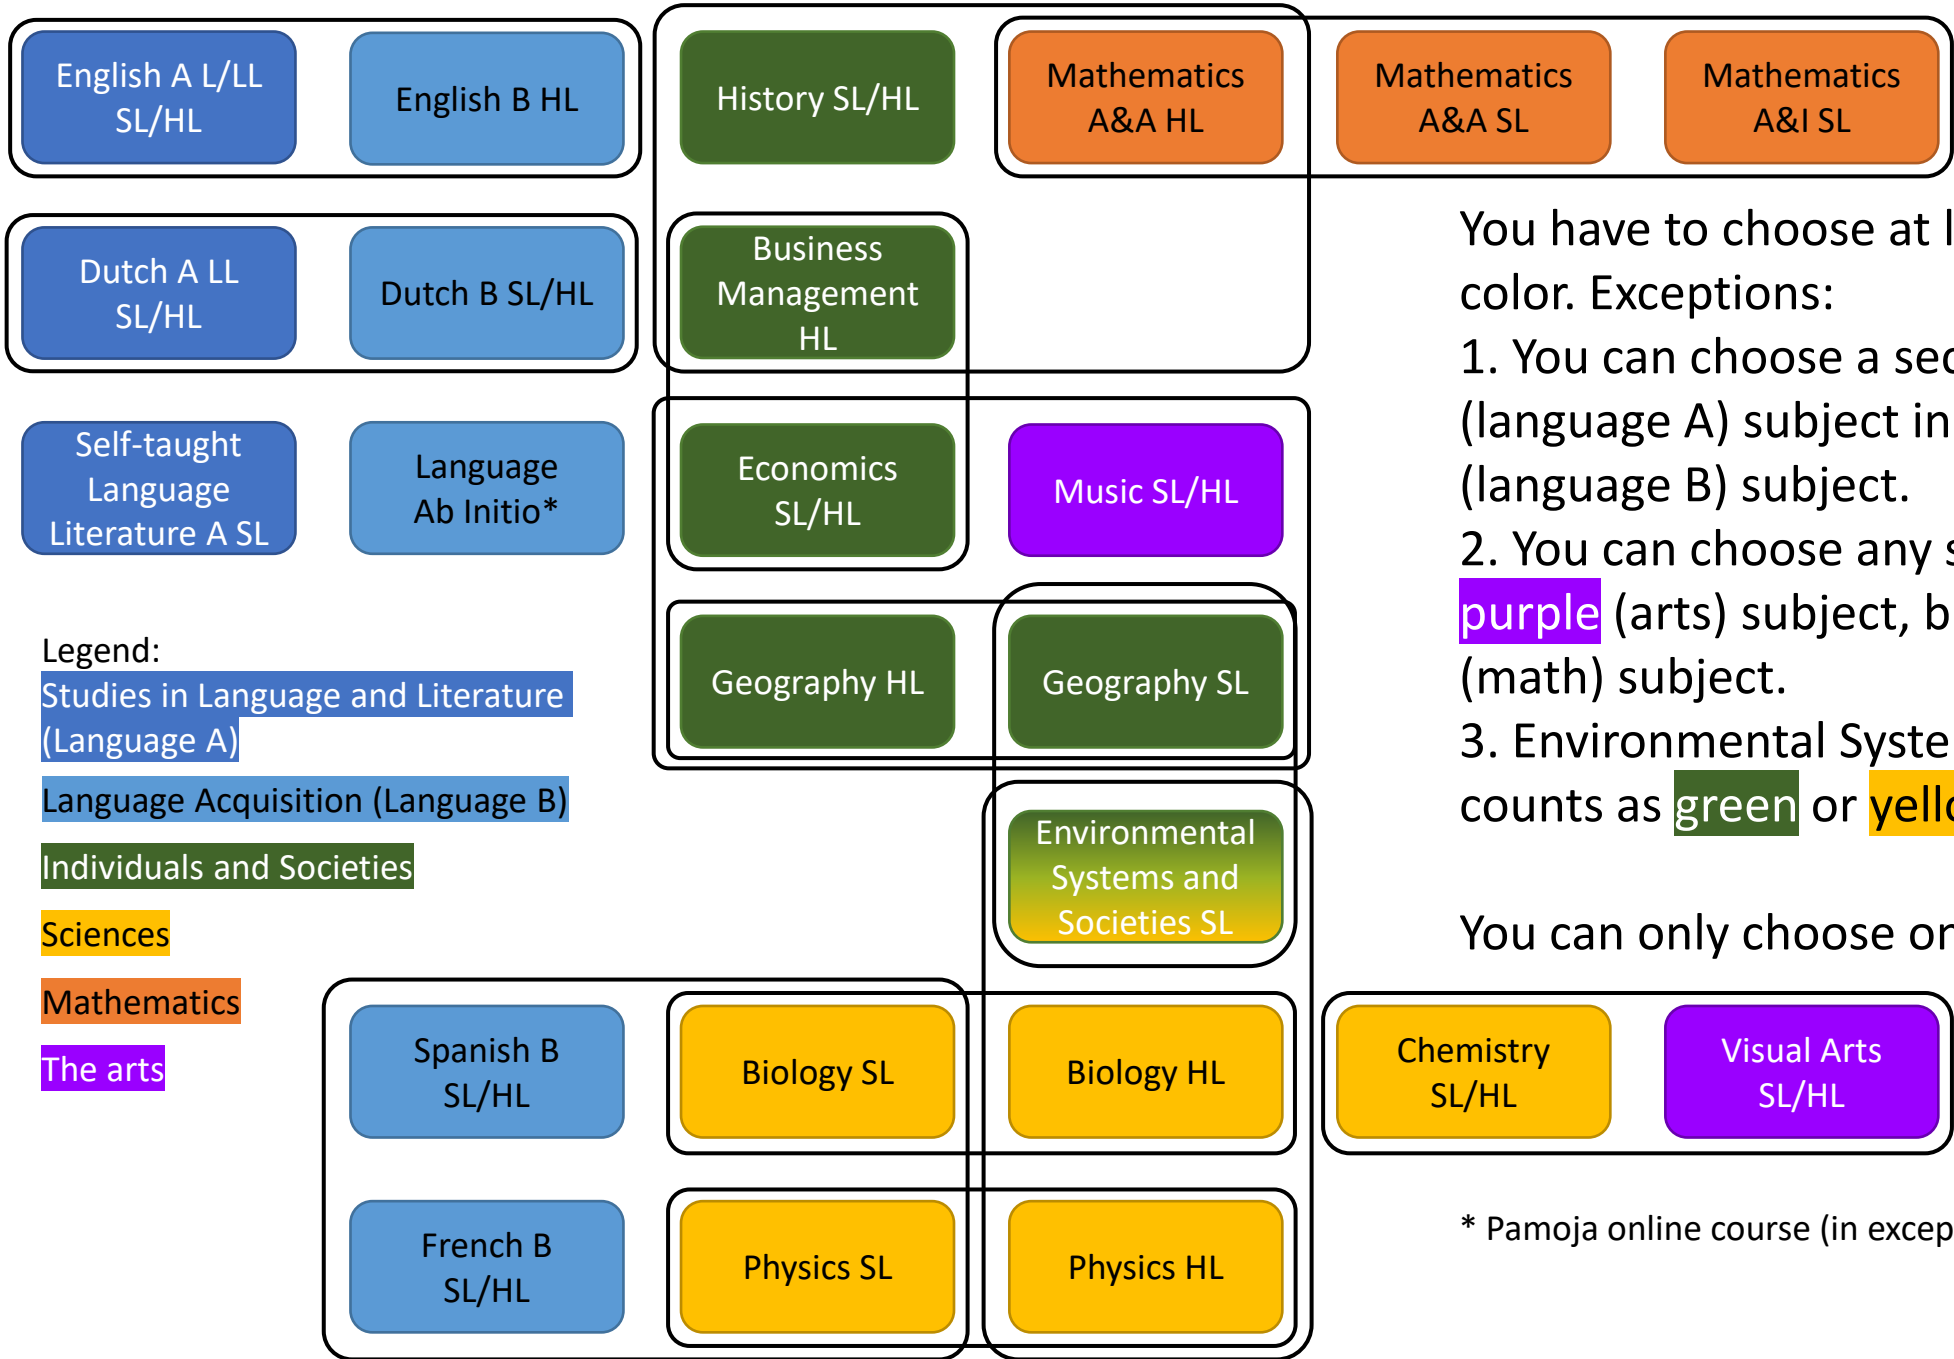 English A L/LL
SL/HL
English B HL
History SL/HL
Mathematics
A&A HL
Mathematics
A&A SL
Mathematics
A&I SL
Dutch A LL
SL/HL
Dutch B SL/HL
Business
Management
HL
Self-taught
Language
Literature A SL
Language
Ab Initio*
Economics
SL/HL
Music SL/HL
Geography HL
Geography SL
Environmental
Systems and
Societies SL
Spanish B
SL/HL
Biology SL
Biology HL
Chemistry
SL/HL
Visual Arts
SL/HL
French B
SL/HL
Physics SL
Physics HL
Legend:
Studies in Language and Literature
(Language A)
Language Acquisition (Language B)
Individuals and Societies
Sciences
Mathematics
The arts
You have to choose at
color. Exceptions:
1. You can choose a
(language A) subject in
(language B) subject.
2. You can choose any
purple (arts) subject,
(math) subject.
3. Environmental
counts as green or
You can only choose
* Pamoja online course (in